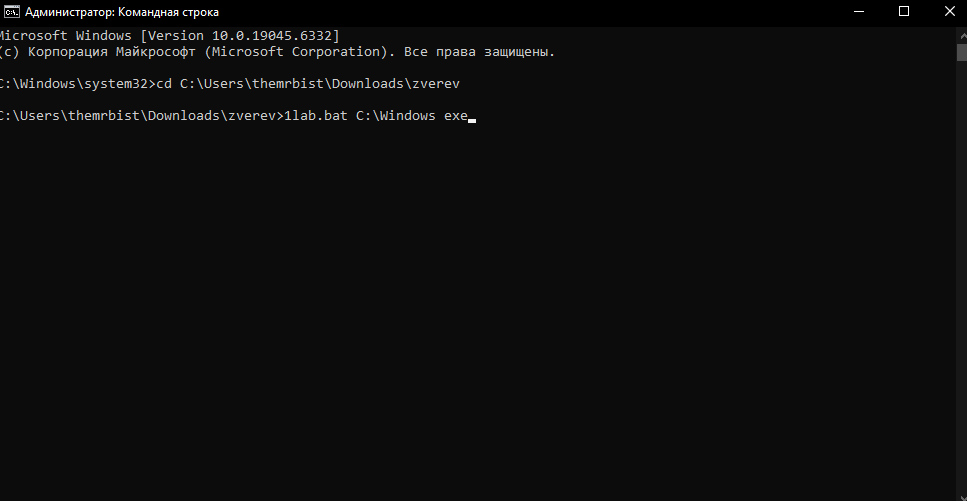 Администратор: Командная строка
Microsoft Windows [Version 10.0.19045.6332]
(c) Корпорация Майкрософт (Microsoft Corporation). Все права защищены.
C:\Windows\system32>cd C:\Users\themrbist\Downloads\zverev
C:\Users\themrbist\Downloads\zverev>1lab.bat C:\Windows exe